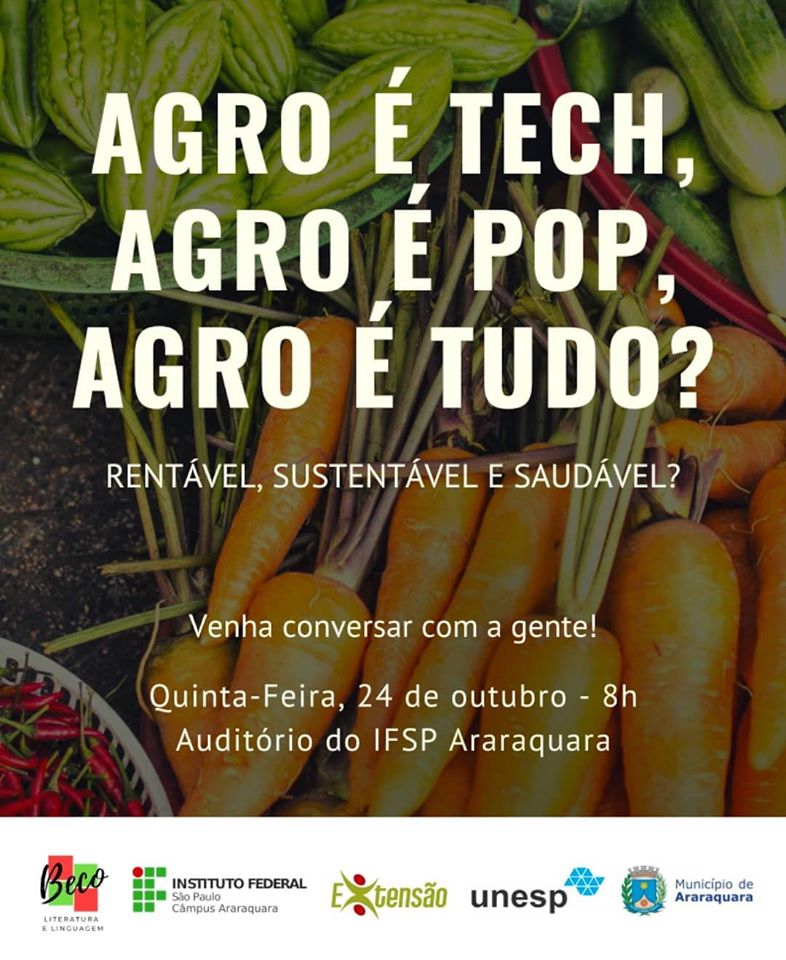 AGRO É TECH,
AGRO É POP,
AGRO É TUDO?
RENTÁVEL, SUSTENTÁVEL E SAUDÁVEL?
Venha conversar com a gente!
Quinta-Feira, 24 de outubro - 8h
Auditório do IFSP Araraquara
Beco
LITERATURA
E LINGUAGEM
INSTITUTO FEDERAL
São Paulo
Câmpus Araraquara
Extensão
unesp
Município de
Araraquara